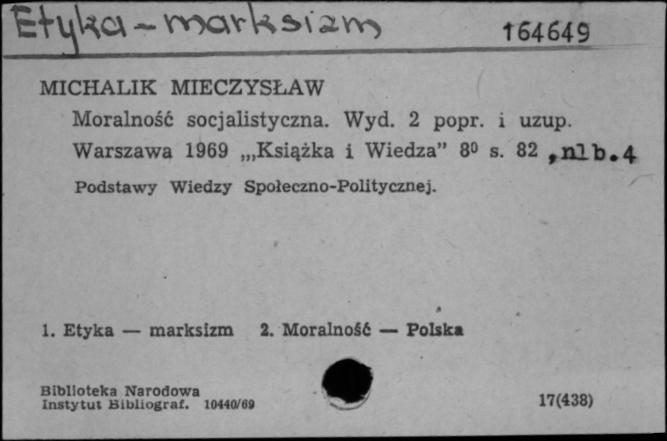 Etyka - marksizm
164649
MICHALIK MIECZYSŁAW
Moralność socjalistyczna. Wyd. 2 popr. i uzup.
Warszawa 1969 „„Książka i Wiedza” 8⁰ s. 82 , nlb. 4
Podstawy Wiedzy Społeczno-Politycznej.
1. Etyka — marksizm 2. Moralność — Polska
Biblioteka Narodowa
Instytut Bibliograf. 10440/69
17(438)